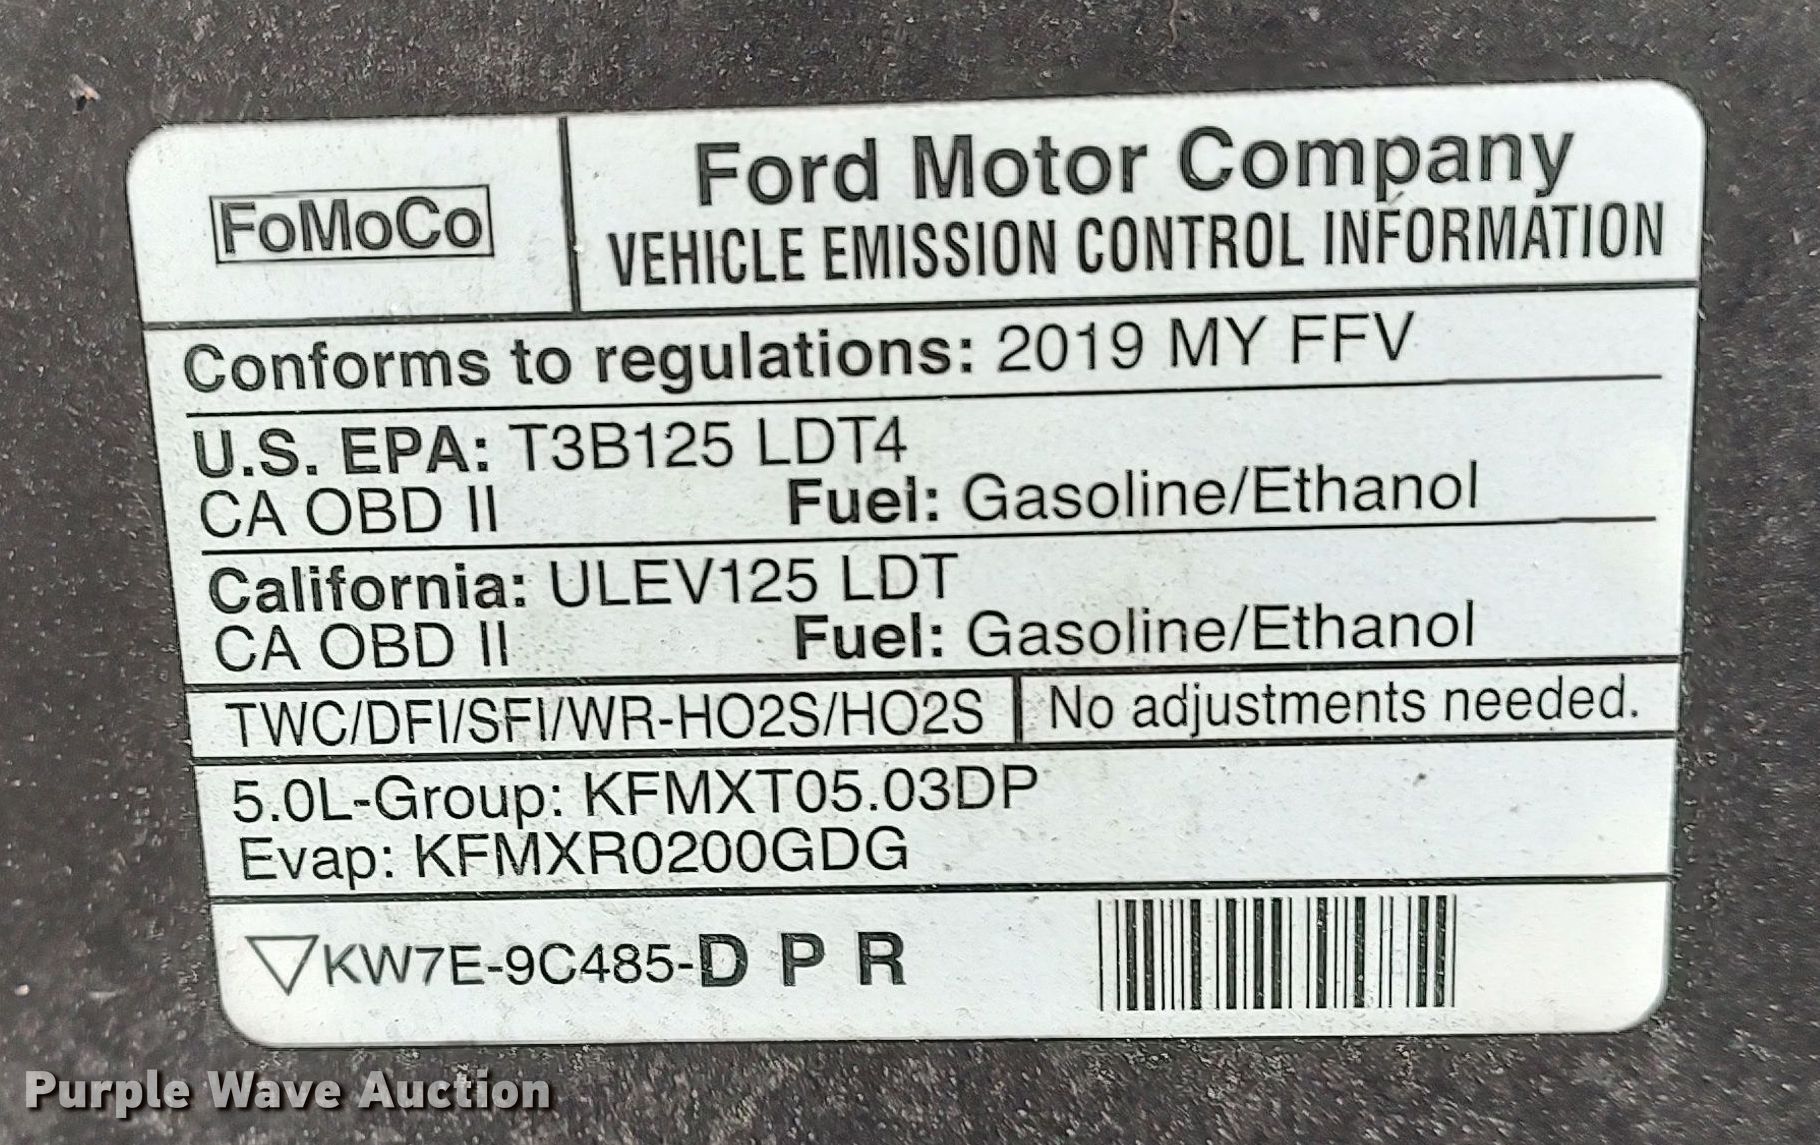 FoMoCo
Ford Motor Company
VEHICLE EMISSION CONTROL INFORMATION
Conforms to regulations: 2019 MY FFV
U.S. EPA: T3B125 LDT4
CA OBD II Fuel: Gasoline/Ethanol
California: ULEV125 LDT
CA OBD II Fuel: Gasoline/Ethanol
TWC/DFI/SFI/WR-HO2S/HO2S No adjustments needed.
5.0L-Group: KFMXT05.03DP
Evap: KFMXR0200GDG
KW7E-9C485-D P R
Purple Wave Auction